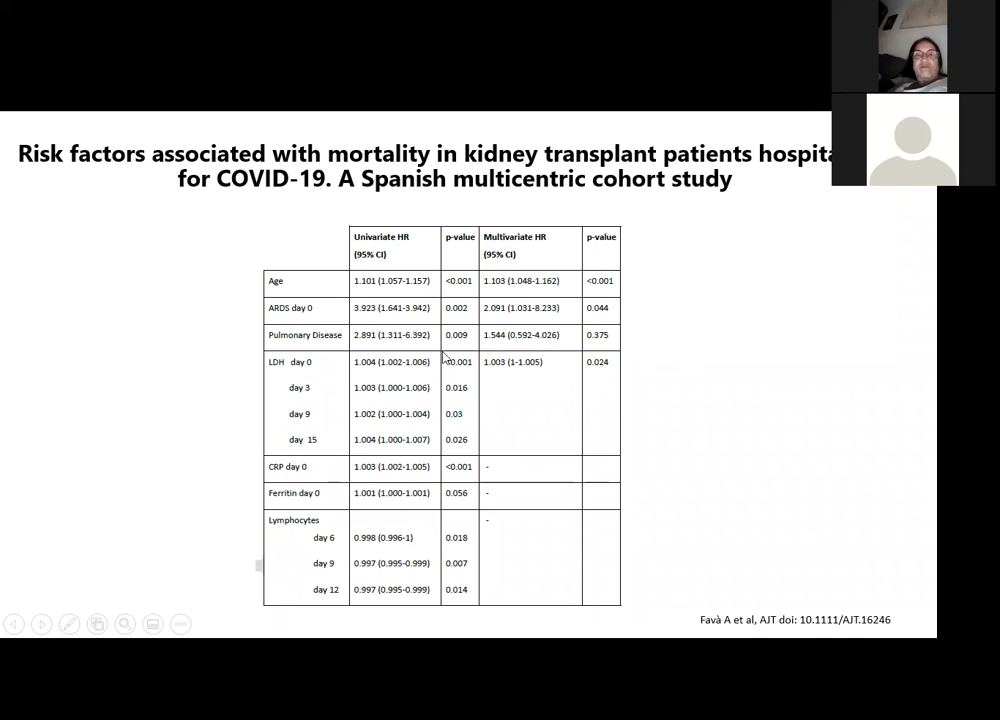 Risk factors associated with mortality in kidney transplant patients
for COVID-19. A Spanish multicentric cohort study
Univariate HR (95% CI) p-value Multivariate HR (95% CI) p-value
Age 1.101 (1.057-1.157) <0.001 1.103 (1.048-1.162) <0.001
ARDS day 0 3.923 (1.641-3.942) 0.002 2.091 (1.031-8.233) 0.044
Pulmonary Disease 2.891 (1.311-6.392) 0.009 1.544 (0.592-4.026) 0.375
LDH day 0 1.004 (1.002-1.006) <0.001 1.003 (1-1.005) 0.024
day 3 1.003 (1.000-1.006) 0.016
day 9 1.002 (1.000-1.004) 0.03
day 15 1.004 (1.000-1.007) 0.026
CRP day 0 1.003 (1.002-1.005) <0.001 -
Ferritin day 0 1.001 (1.000-1.001) 0.056 -
Lymphocytes -
day 6 0.998 (0.996-1) 0.018
day 9 0.997 (0.995-0.999) 0.007
day 12 0.997 (0.995-0.999) 0.014
Favà A et al, AJT doi: 10.1111/AJT.16246